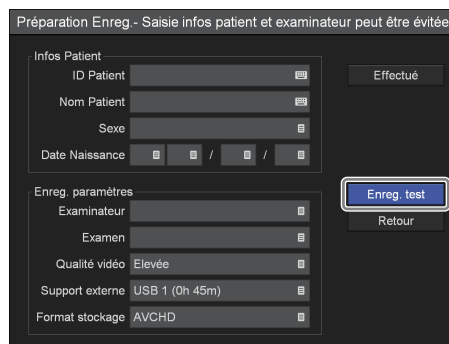 Préparation Enreg.- Saisie infos patient et examinateur peut être évitée
Infos Patient
ID Patient
Nom Patient
Sexe
Date Naissance / /
Effectué
Enreg. test
Retour
Enreg. paramètres
Examinateur
Examen
Qualité vidéo Elevée
Support externe USB 1 (0h 45m)
Format stockage AVCHD